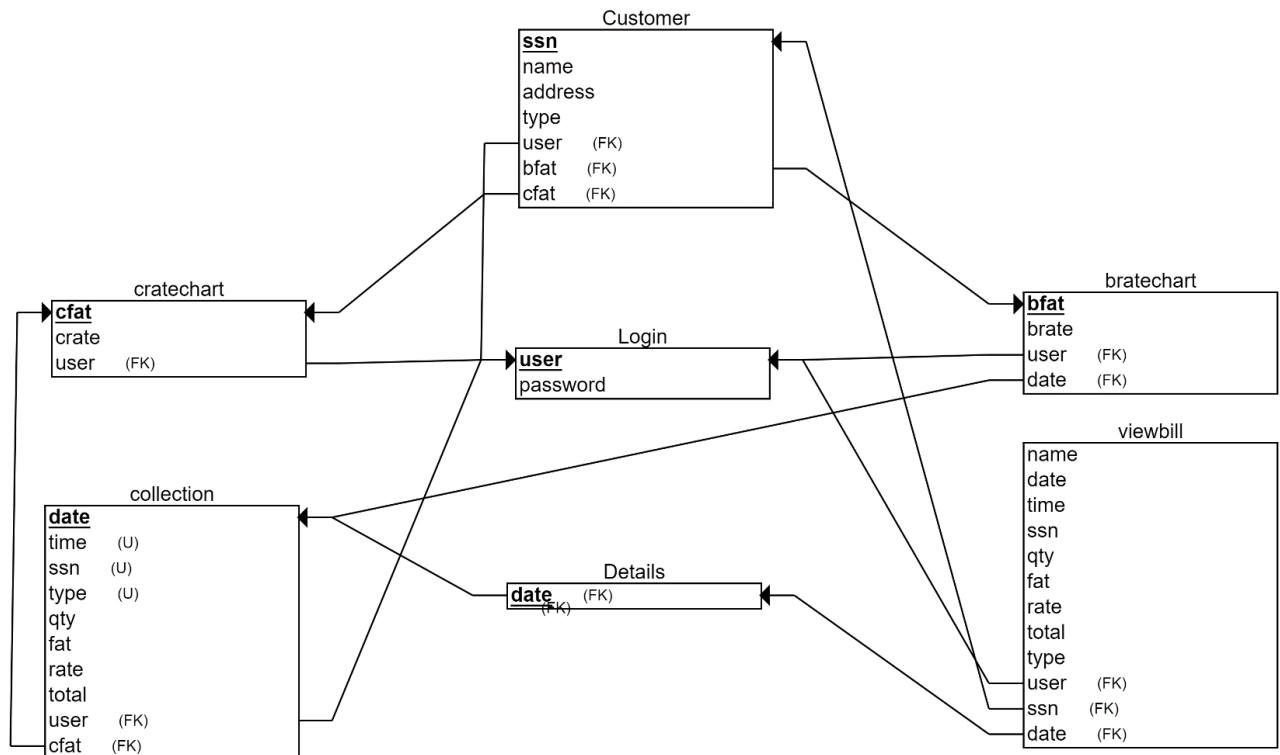 Customer
ssn
name
address
type
user (FK)
bfat (FK)
cfat (FK)
cratechart
cfat
crate
user (FK)
Login
user
password
bratechart
bfat
brate
user (FK)
date (FK)
viewbill
name
date
time
ssn
qty
fat
rate
total
type
user (FK)
ssn (FK)
date (FK)
collection
date
time (U)
ssn (U)
type (U)
qty
fat
rate
total
user (FK)
cfat (FK)
Details
date (FK)
(FK)